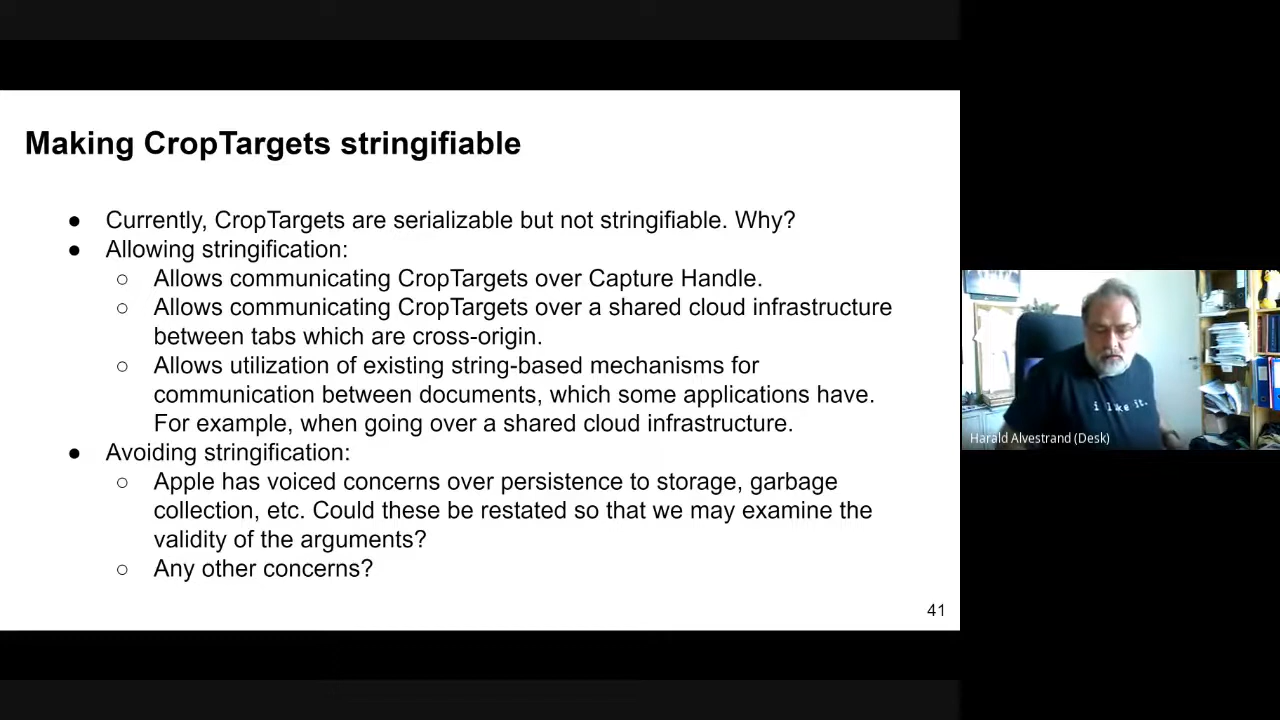 Making CropTargets stringifiable
● Currently, CropTargets are serializable but not stringifiable. Why?
● Allowing stringification:
○ Allows communicating CropTargets over Capture Handle.
○ Allows communicating CropTargets over a shared cloud infrastructure
between tabs which are cross-origin.
○ Allows utilization of existing string-based mechanisms for
communication between documents, which some applications have.
For example, when going over a shared cloud infrastructure.
● Avoiding stringification:
○ Apple has voiced concerns over persistence to storage, garbage
collection, etc. Could these be restated so that we may examine the
validity of the arguments?
○ Any other concerns?
41
i like it.
Harald Alvestrand (Desk)